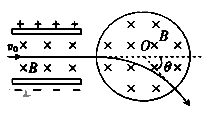 + + + +
× × × ×
v₀ × × × × O B
B × × × × θ
− − − − × ×